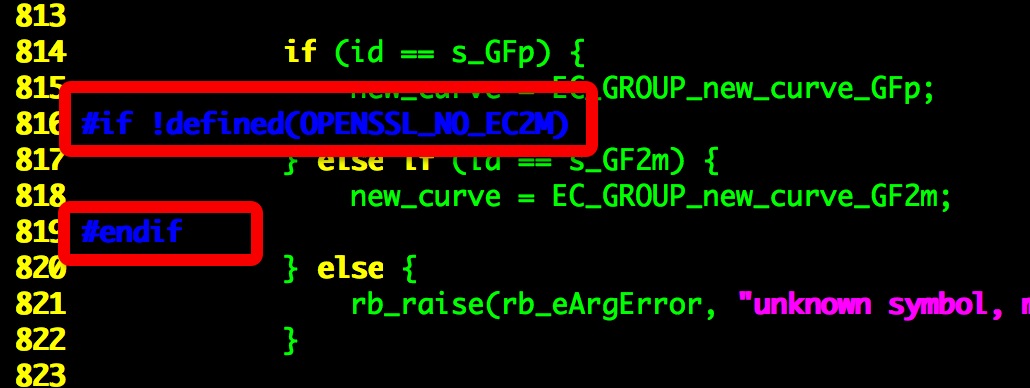 813
814 if (id == s_GFp) {
815 new_curve = EC_GROUP_new_curve_GFp;
816 #if !defined(OPENSSL_NO_EC2M)
817 } else if (id == s_GF2m) {
818 new_curve = EC_GROUP_new_curve_GF2m;
819 #endif
820 } else {
821 rb_raise(rb_eArgError, "unknown symbol,
822 }
823